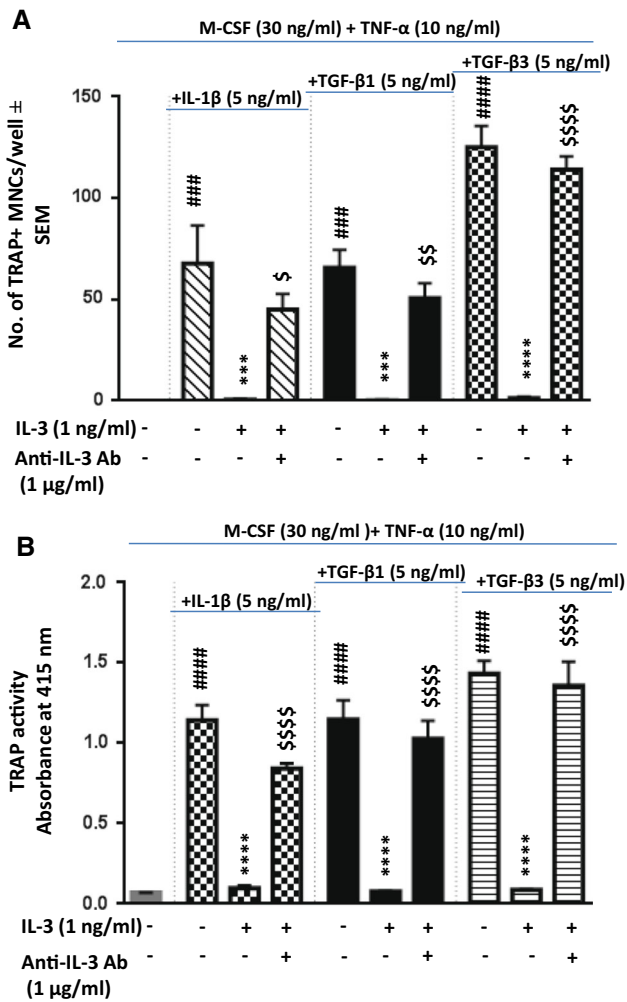 A
M-CSF (30 ng/ml) + TNF-α (10 ng/ml)
+TGF-β3 (5 ng/ml)
+TGF-β1 (5 ng/ml)
+IL-1β (5 ng/ml)
No. of TRAP+ MNCs/well ±
SEM
150
100
50
0
### *** $ ### *** $$ #### **** $$$$
IL-3 (1 ng/ml) - - + + - + + - + +
Anti-IL-3 Ab - - - + - - + - - +
(1 µg/ml)
B
M-CSF (30 ng/ml )+ TNF-α (10 ng/ml)
+TGF-β1 (5 ng/ml)
+TGF-β3 (5 ng/ml)
+IL-1β (5 ng/ml)
TRAP activity
Absorbance at 415 nm
2.0
1.5
1.0
0.5
0.0
#### **** $$$$ #### **** $$$$ #### **** $$$$
IL-3 (1 ng/ml) - - + + - + + - + +
Anti-IL-3 Ab - - - + - - + - - +
(1 µg/ml)